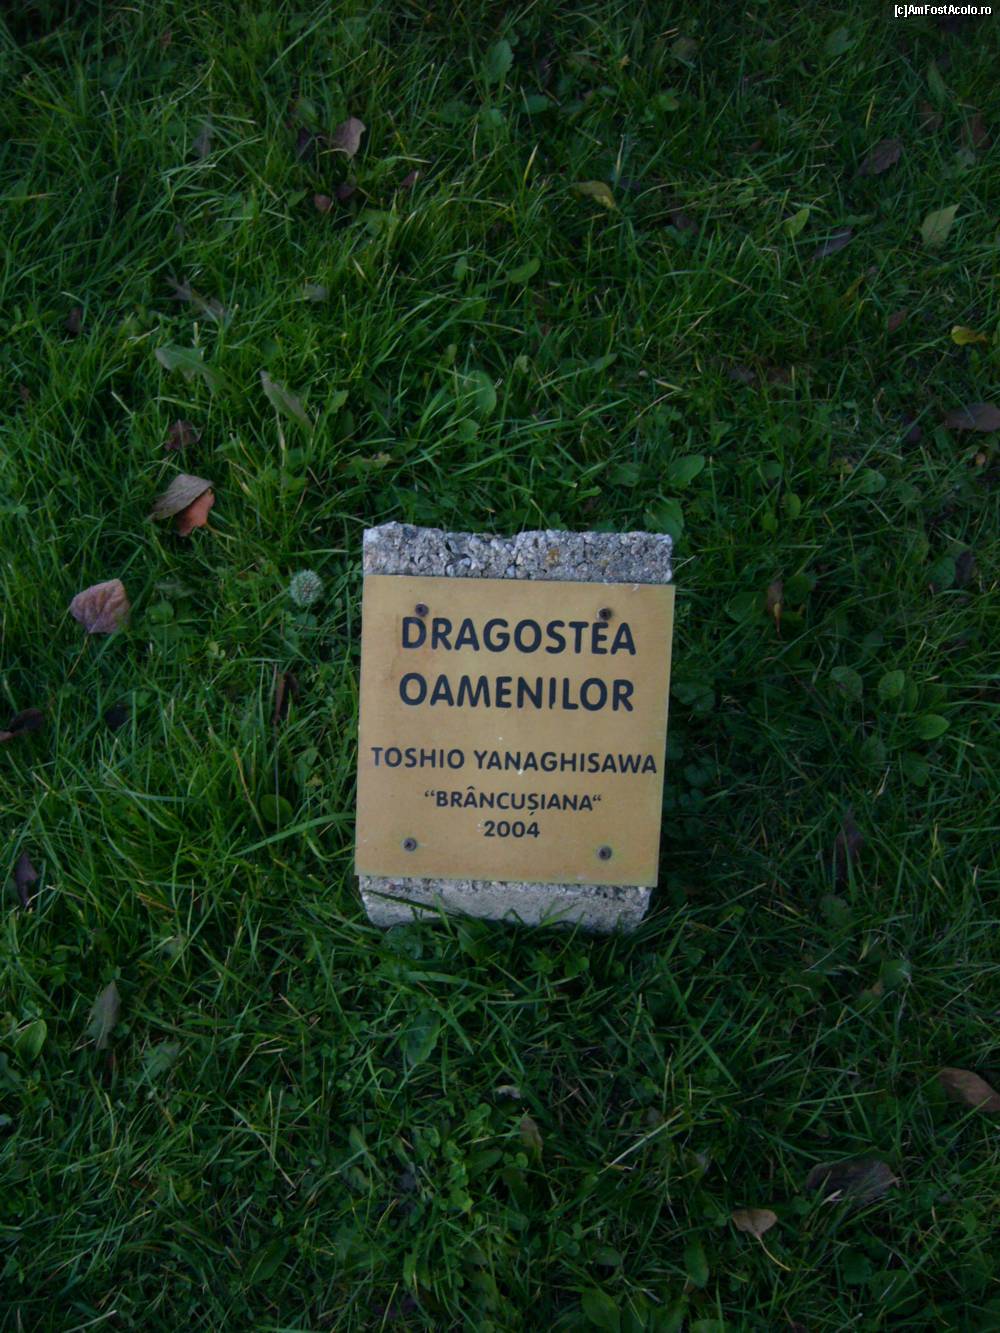 [c]AmFostAcolo.ro
DRAGOSTEA
OAMENILOR
TOSHIO YANAGHISAWA
“BRÂNCUȘIANA“
2004